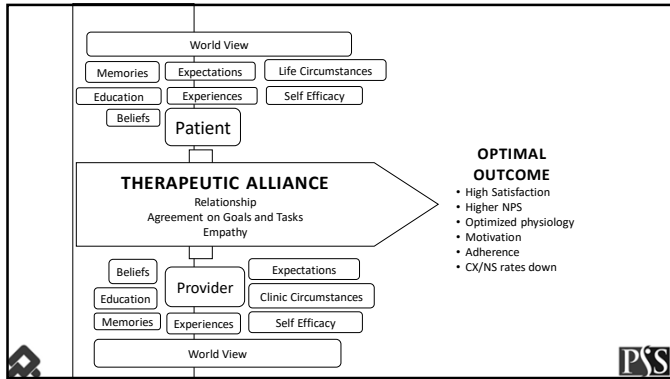 World View
Memories
Expectations
Life Circumstances
Education
Experiences
Self Efficacy
Beliefs
Patient
THERAPEUTIC ALLIANCE
Relationship
Agreement on Goals and Tasks
Empathy
OPTIMAL
OUTCOME
• High Satisfaction
• Higher NPS
• Optimized physiology
• Motivation
• Adherence
• CX/NS rates down
Beliefs
Provider
Expectations
Education
Clinic Circumstances
Memories
Experiences
Self Efficacy
World View